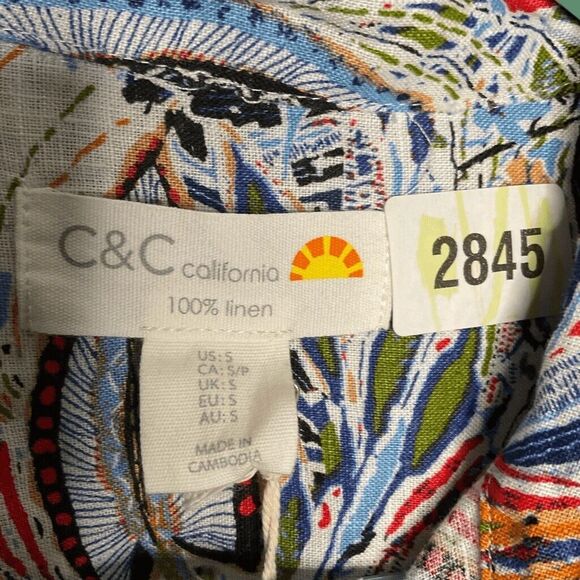 C&C california
100% linen
2845
US: S
CA: S/P
UK: S
EU: S
AU: S
MADE IN
CAMBODIA